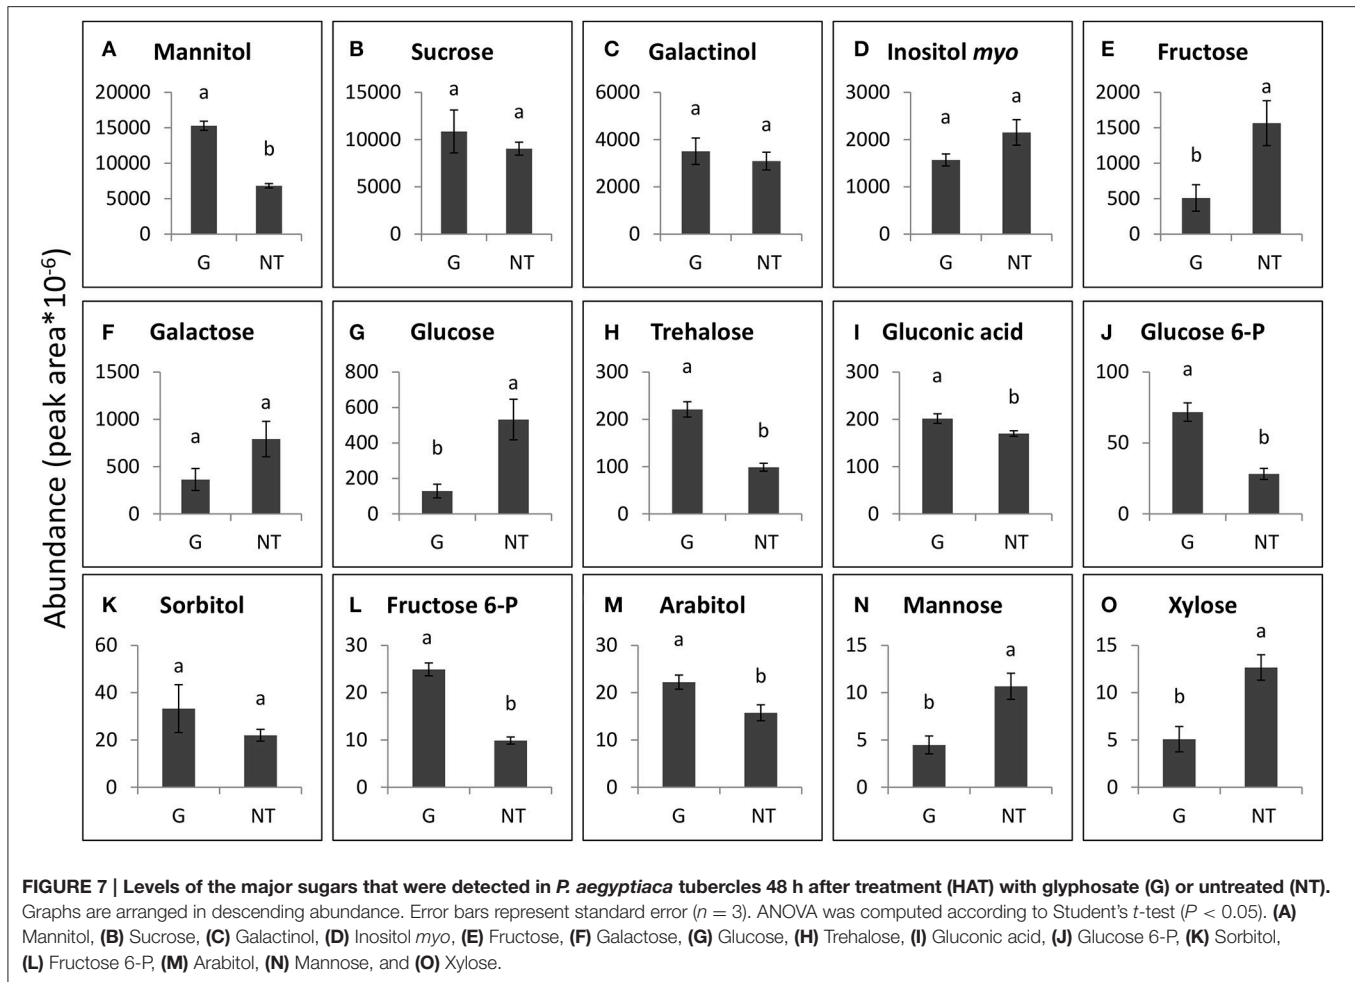 A Mannitol
20000
15000
10000
5000
0
a
b
G NT
B Sucrose
15000
10000
5000
0
a
a
G NT
C Galactinol
6000
4000
2000
0
a
a
G NT
D Inositol myo
3000
2000
1000
0
a
a
G NT
E Fructose
2000
1500
1000
500
0
b
a
G NT
Abundance (peak area*10-6)
F Galactose
1500
1000
500
0
a
a
G NT
G Glucose
800
600
400
200
0
b
a
G NT
H Trehalose
300
200
100
0
a
b
G NT
I Gluconic acid
300
200
100
0
a
b
G NT
J Glucose 6-P
100
50
0
a
b
G NT
K Sorbitol
60
40
20
0
a
a
G NT
L Fructose 6-P
30
20
10
0
a
b
G NT
M Arabitol
30
20
10
0
a
b
G NT
N Mannose
15
10
5
0
b
a
G NT
O Xylose
15
10
5
0
b
a
G NT
FIGURE 7 | Levels of the major sugars that were detected in P. aegyptiaca tubercles 48 h after treatment (HAT) with glyphosate (G) or untreated (NT).
Graphs are arranged in descending abundance. Error bars represent standard error (n = 3). ANOVA was computed according to Student's t-test (P < 0.05). (A)
Mannitol, (B) Sucrose, (C) Galactinol, (D) Inositol myo, (E) Fructose, (F) Galactose, (G) Glucose, (H) Trehalose, (I) Gluconic acid, (J) Glucose 6-P, (K) Sorbitol,
(L) Fructose 6-P, (M) Arabitol, (N) Mannose, and (O) Xylose.